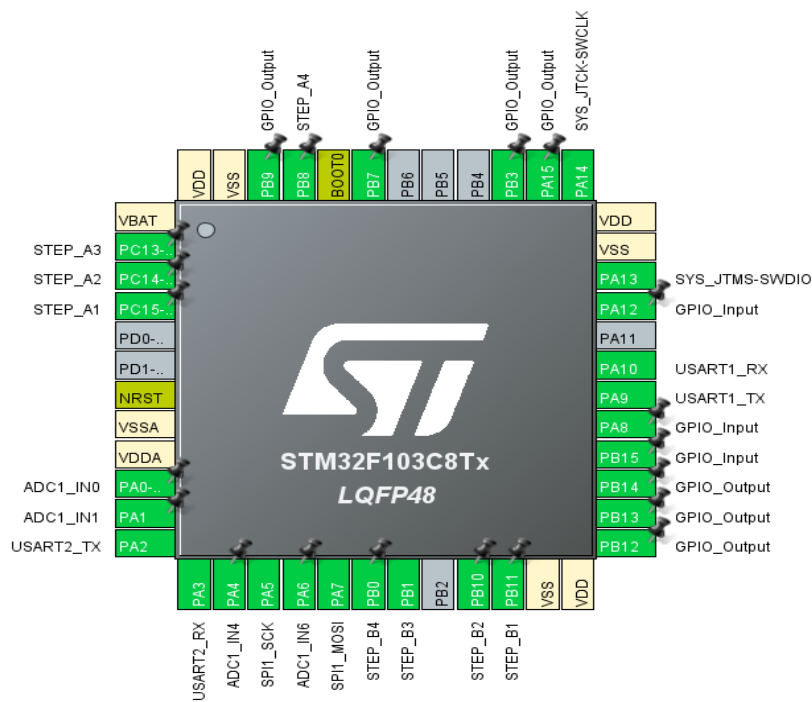 GPIO_Output
STEP_A4
GPIO_Output
GPIO_Output
GPIO_Output
SYS_JTCK-SWCLK
VDD
VSS
PB9
PB8
BOOT0
PB7
PB6
PB5
PB4
PB3
PA15
PA14
VBAT
STEP_A3 PC13-..
STEP_A2 PC14-..
STEP_A1 PC15-..
PD0-..
PD1-..
NRST
VSSA
VDDA
ADC1_IN0 PA0-..
ADC1_IN1 PA1
USART2_TX PA2
VDD
VSS
PA13 SYS_JTMS-SWDIO
PA12 GPIO_Input
PA11
PA10 USART1_RX
PA9 USART1_TX
PA8 GPIO_Input
PB15 GPIO_Input
PB14 GPIO_Output
PB13 GPIO_Output
PB12 GPIO_Output
ST
STM32F103C8Tx
LQFP48
PA3
PA4
PA5
PA6
PA7
PB0
PB1
PB2
PB10
PB11
VSS
VDD
USART2_RX
ADC1_IN4
SPI1_SCK
ADC1_IN6
SPI1_MOSI
STEP_B4
STEP_B3
STEP_B2
STEP_B1